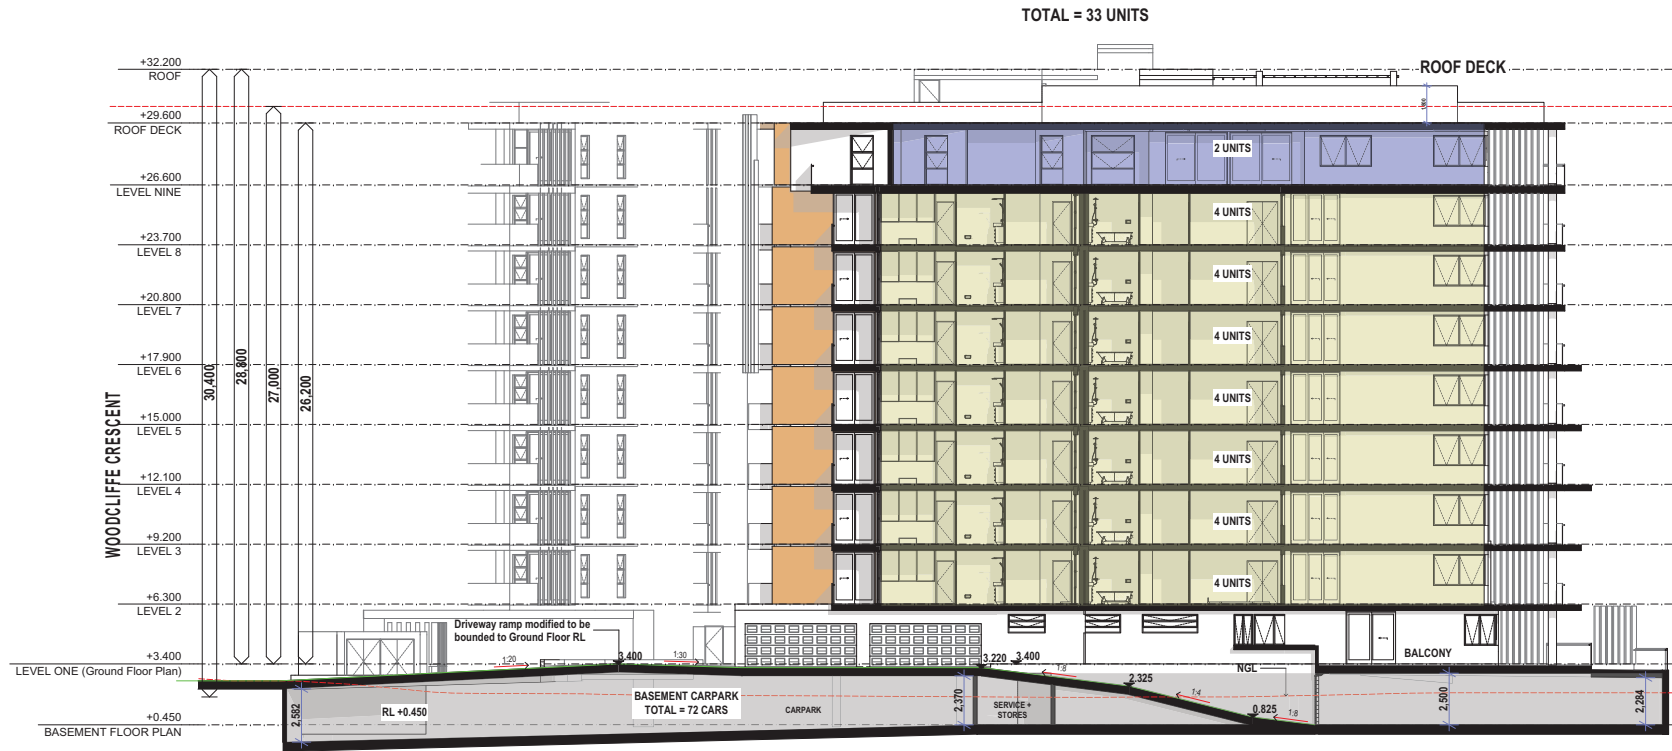 TOTAL = 33 UNITS
+32.200
ROOF
ROOF DECK
+29.600
ROOF DECK
1,800
2 UNITS
+26.600
LEVEL NINE
4 UNITS
+23.700
LEVEL 8
4 UNITS
+20.800
LEVEL 7
4 UNITS
+17.900
LEVEL 6
30,400
28,800
27,000
26,200
4 UNITS
+15.000
LEVEL 5
WOODCLIFFE CRESCENT
4 UNITS
+12.100
LEVEL 4
4 UNITS
+9.200
LEVEL 3
4 UNITS
+6.300
LEVEL 2
Driveway ramp modified to be
bounded to Ground Floor RL
+3.400
LEVEL ONE (Ground Floor Plan)
1:20
3.400
1:30
3.220
3.400
1:8
NGL
BALCONY
2.325
1:4
0.825
1:8
2,582
RL +0.450
BASEMENT CARPARK
TOTAL = 72 CARS
CARPARK
2,370
SERVICE +
STORES
2,500
2,284
+0.450
BASEMENT FLOOR PLAN